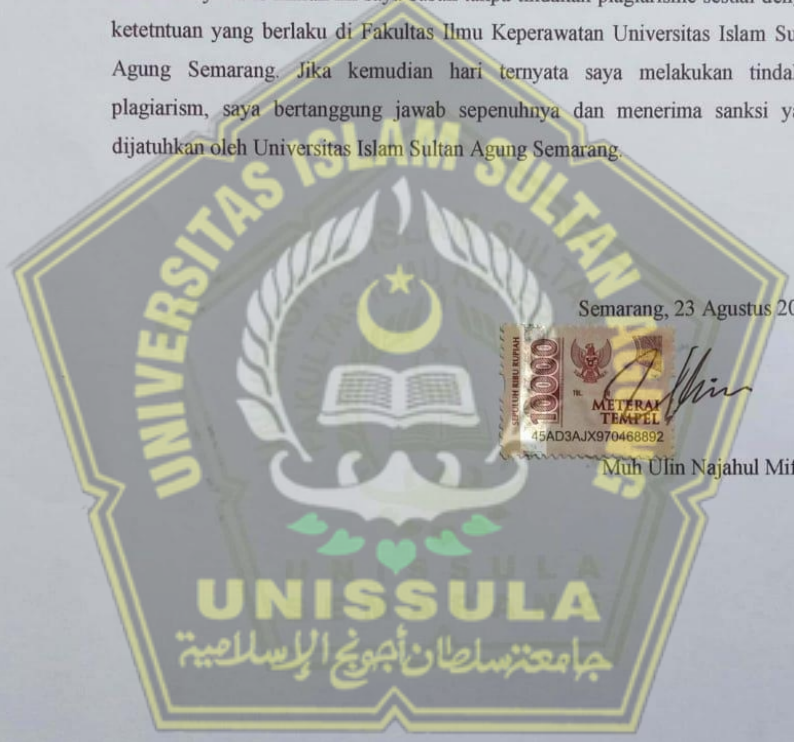 ketetntuan yang berlaku di Fakultas Ilmu Keperawatan Universitas Islam Su
Agung Semarang. Jika kemudian hari ternyata saya melakukan tindak
plagiarism, saya bertanggung jawab sepenuhnya dan menerima sanksi ya
dijatuhkan oleh Universitas Islam Sultan Agung Semarang.
UNIVERSITAS ISLAM SULTAN AGUNG
Semarang, 23 Agustus 20
SEPULUH RIBU RUPIAH
10000
TGL.
METERAI
TEMPEL
45AD3AJX970468892
Muh Ulin Najahul Mif
UNISSULA
جامعة سلطان أجونج الإسلامية